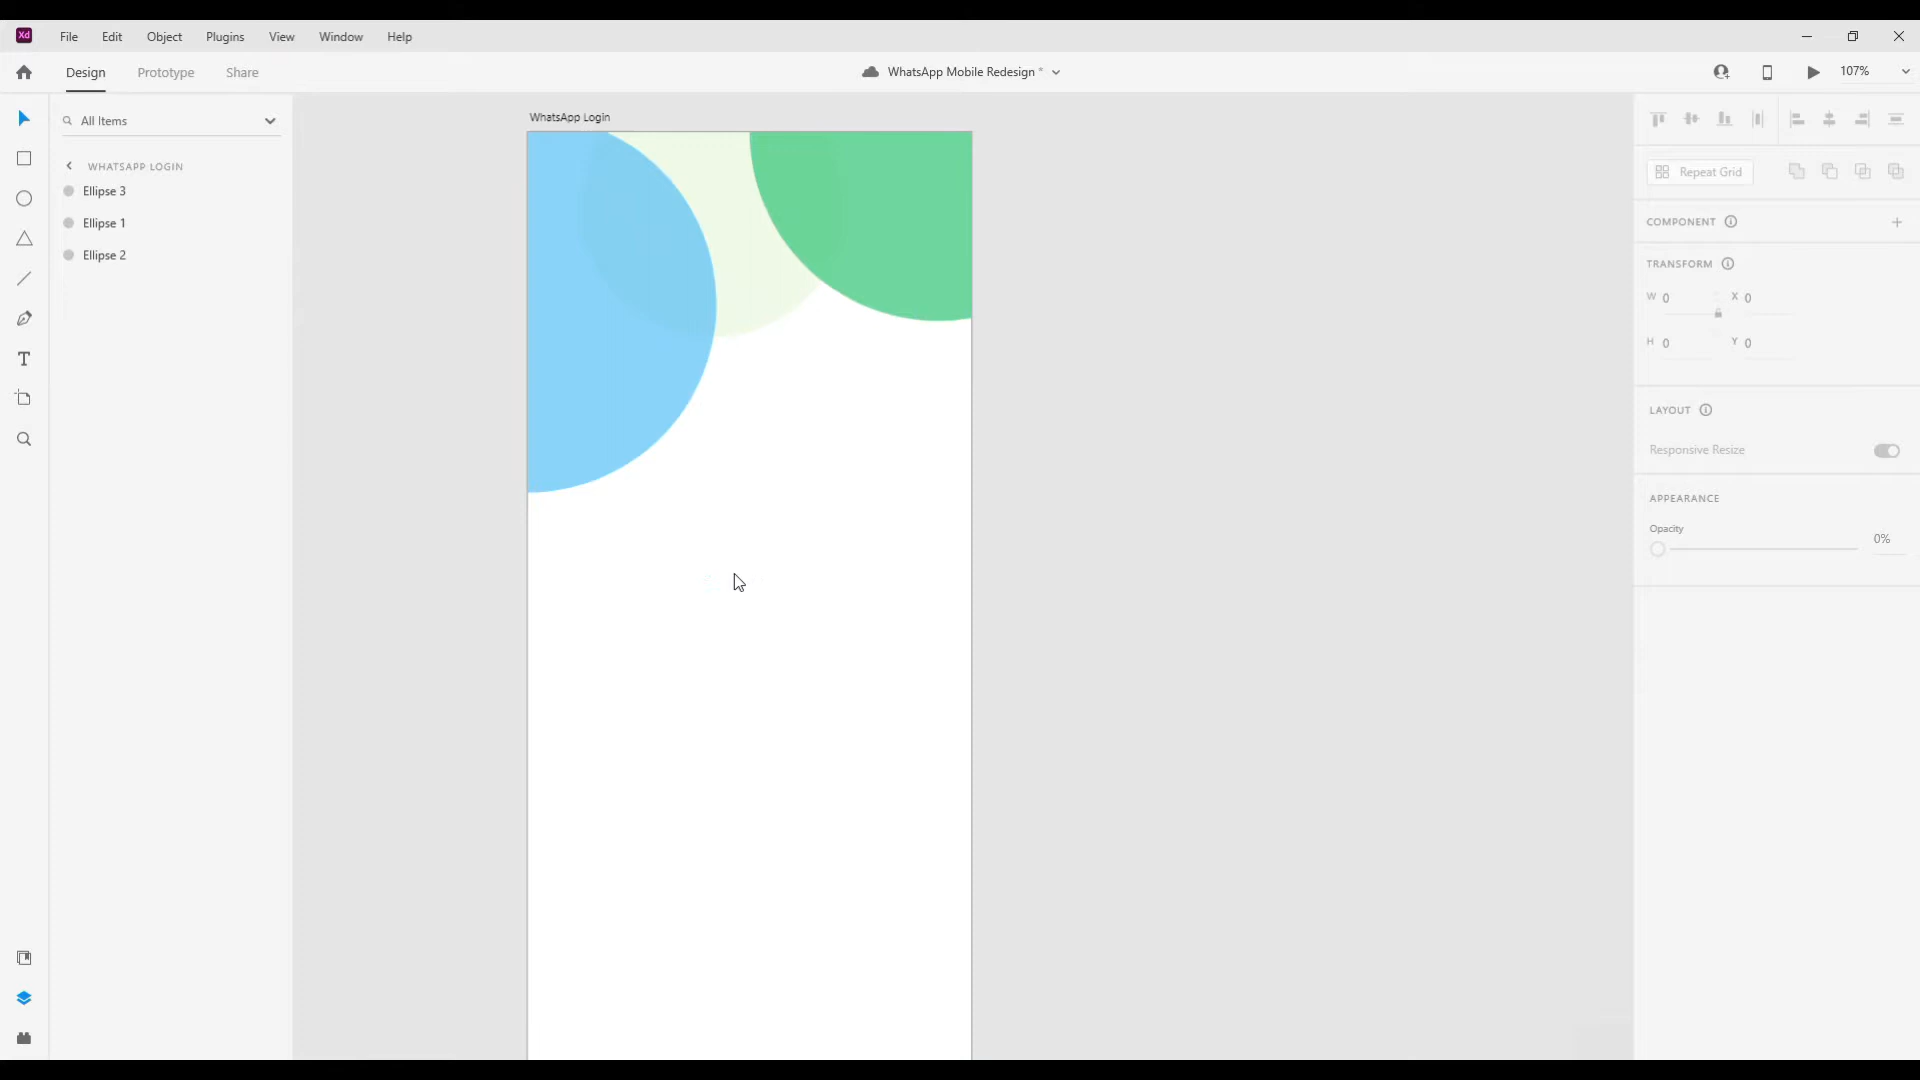 Xd File Edit Object Plugins View Window Help
Design Prototype Share WhatsApp Mobile Redesign * 107%
All Items
WHATSAPP LOGIN
Ellipse 3
Ellipse 1
Ellipse 2
WhatsApp Login
Repeat Grid
COMPONENT
TRANSFORM
W 0 X 0
H 0 Y 0
LAYOUT
Responsive Resize
APPEARANCE
Opacity
0%